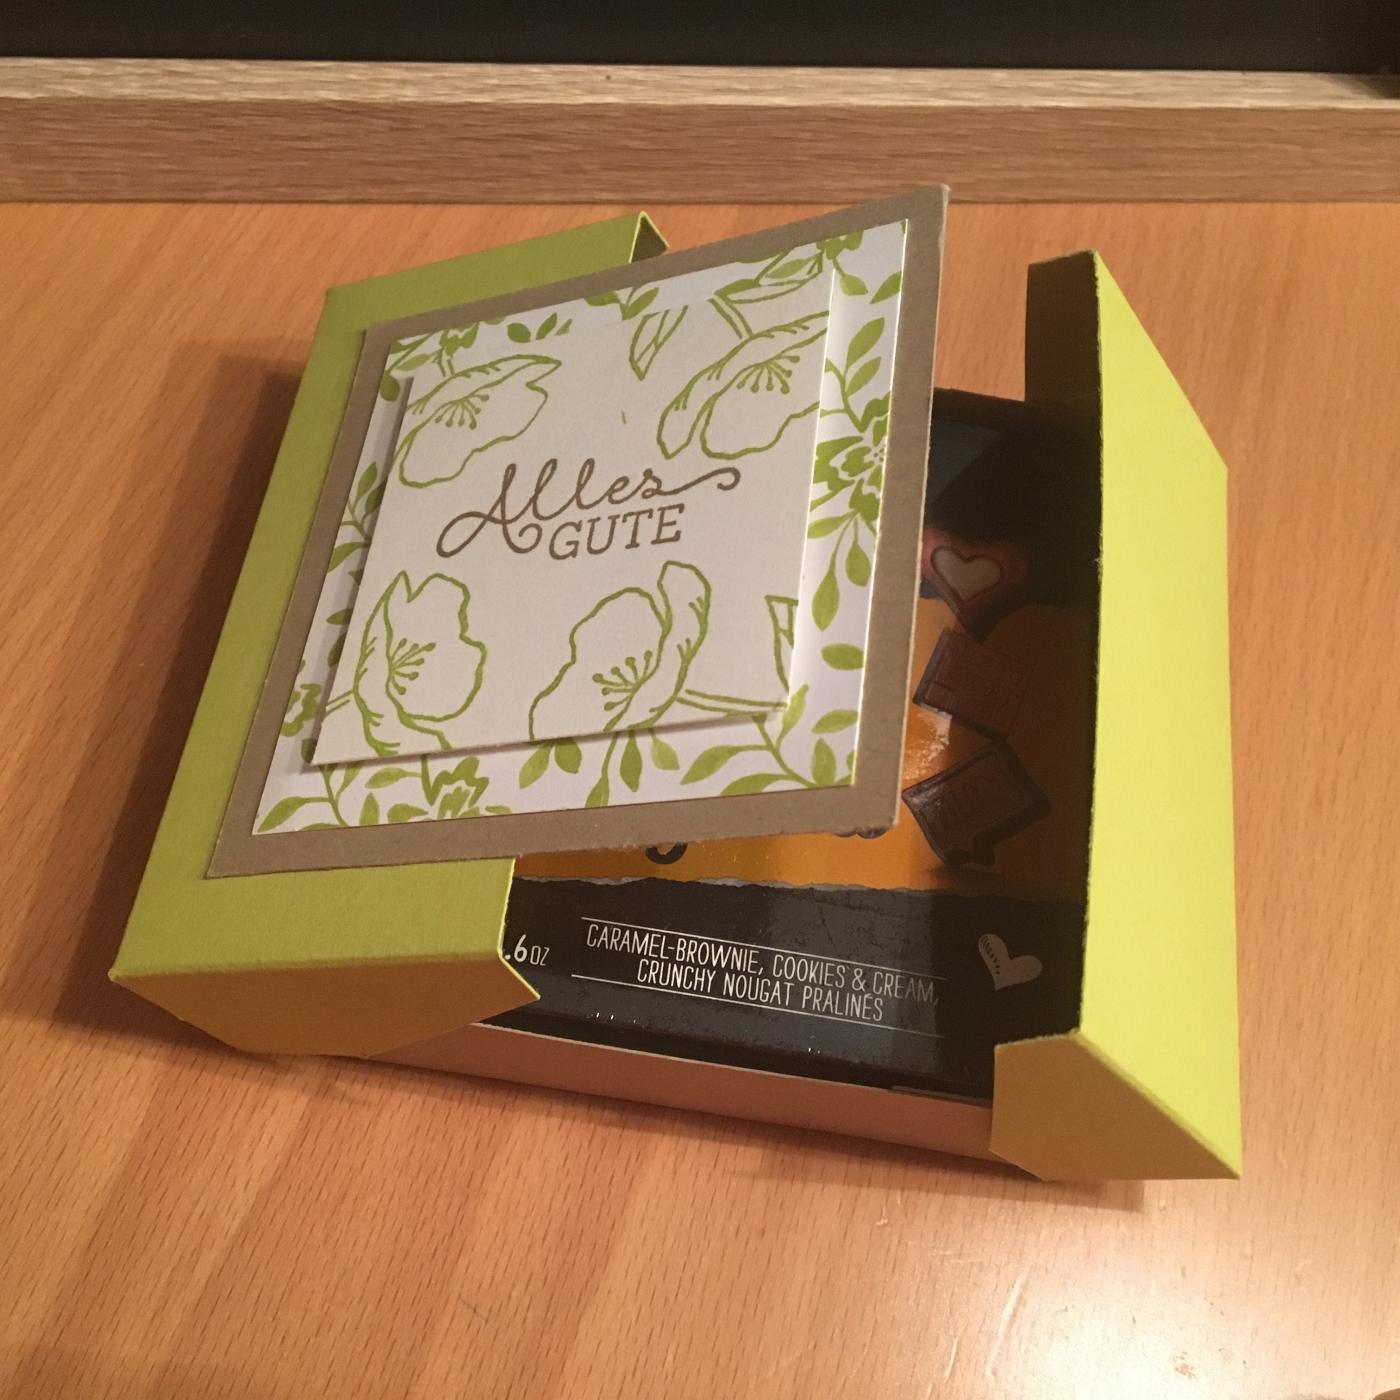 Alles
GUTE
.6 OZ
CARAMEL-BROWNIE, COOKIES & CREAM,
CRUNCHY NOUGAT PRALINÉS